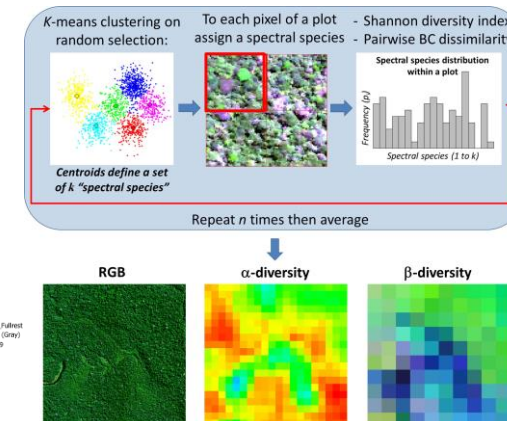 K-means clustering on
random selection:
To each pixel of a plot
assign a spectral species
- Shannon diversity index
- Pairwise BC dissimilarity
Centroids define a set
of k "spectral species"
Spectral species distribution
within a plot
Frequency (pᵢ)
Spectral species (1 to k)
Repeat n times then average
RGB
α-diversity
β-diversity
Fullrest
(Gray)
9